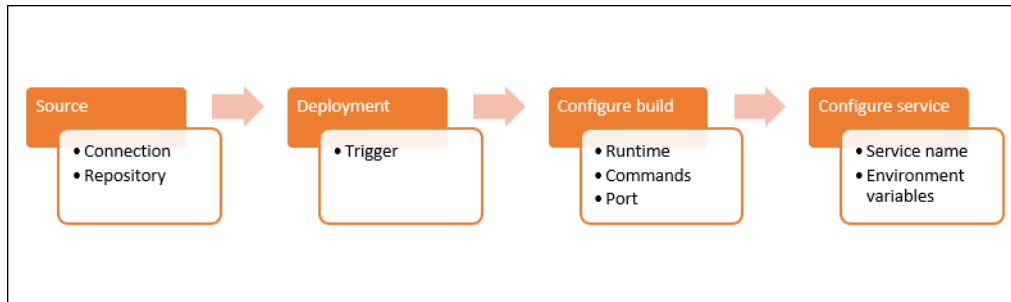 Source
• Connection
• Repository
Deployment
• Trigger
Configure build
• Runtime
• Commands
• Port
Configure service
• Service name
• Environment
variables